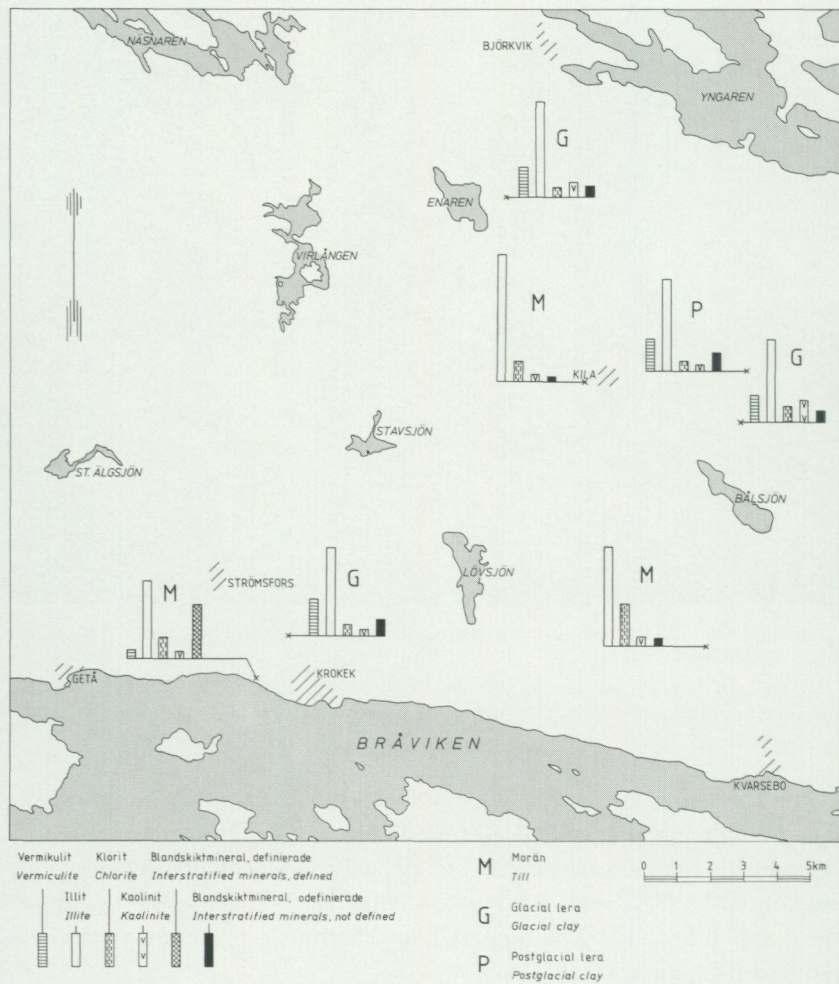 NÄSNAREN
BJÖRKVIK
YNGAREN
G
ENAREN
VIRLÅNGEN
M
P
G
KILA
STAVSJÖN
ST. ÄLGSJÖN
BÅLSJÖN
M
STRÖMSFORS
G
LÖVSJÖN
M
GETÅ
KROKEK
BRÅVIKEN
KVARSEBO
Vermikulit Klorit Blandskiktmineral, definierade
Vermiculite Chlorite Interstratified minerals, defined
Illit Kaolinit Blandskiktmineral, odefinierade
Illite Kaolinite Interstratified minerals, not defined
M Morän
Till
G Glacial lera
Glacial clay
P Postglacial lera
Postglacial clay
0 1 2 3 4 5km